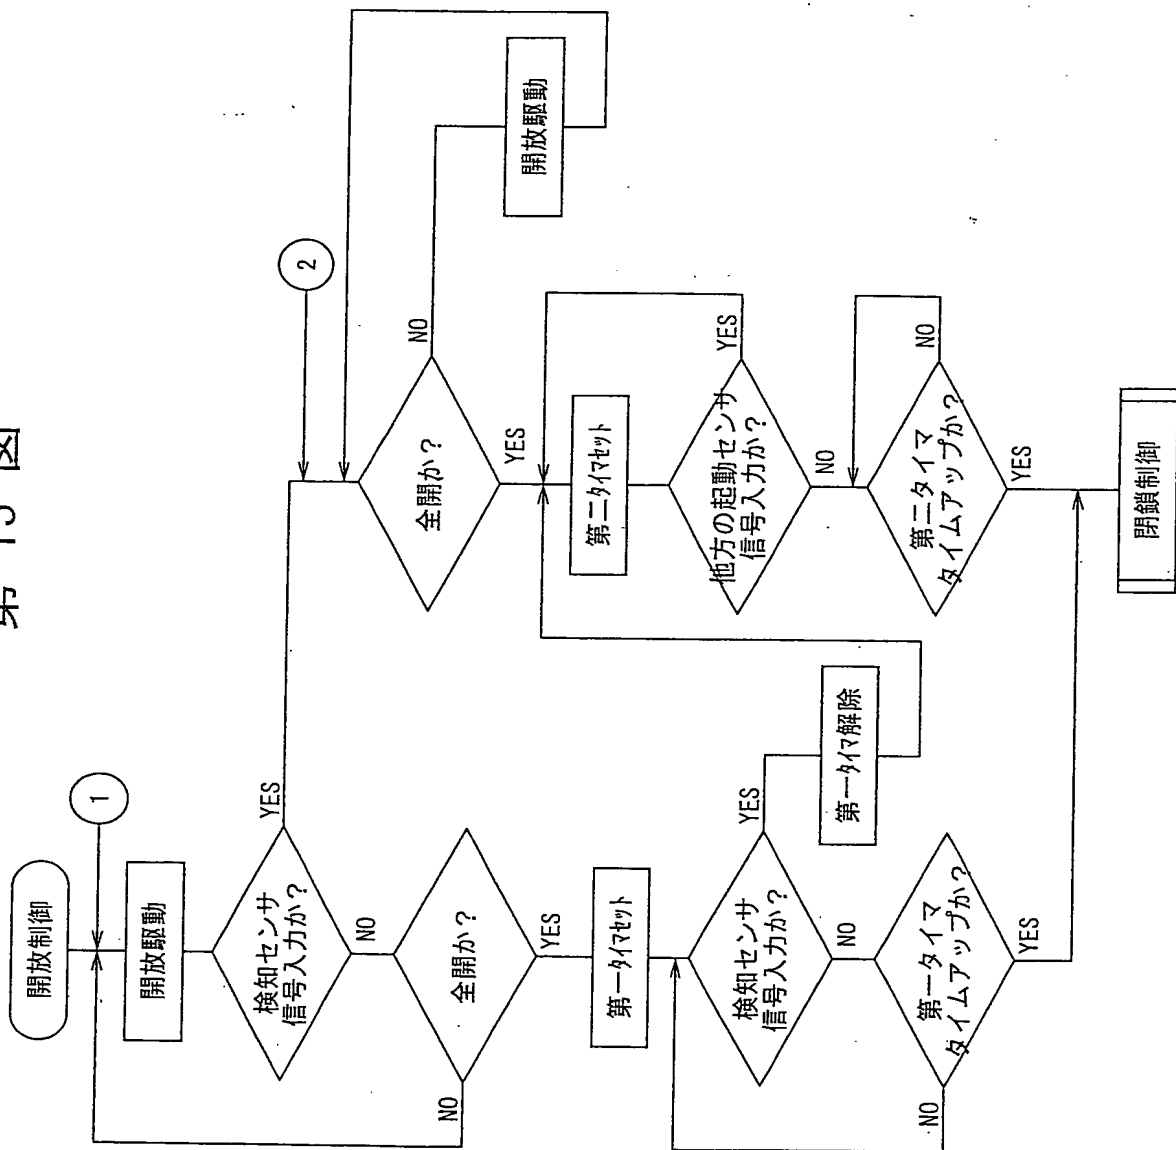 第 15 図
開放制御
1
開放駆動
検知センサ
信号入力か?
YES
NO
全開か?
NO
YES
第一タイマセット
検知センサ
信号入力か?
YES
NO
第一タイマ解除
第一タイマ
タイムアップか?
NO
YES
2
全開か?
NO
YES
開放駆動
第二タイマセット
他方の起動センサ
信号入力か?
YES
NO
第二タイマ
タイムアップか?
NO
YES
閉鎖制御